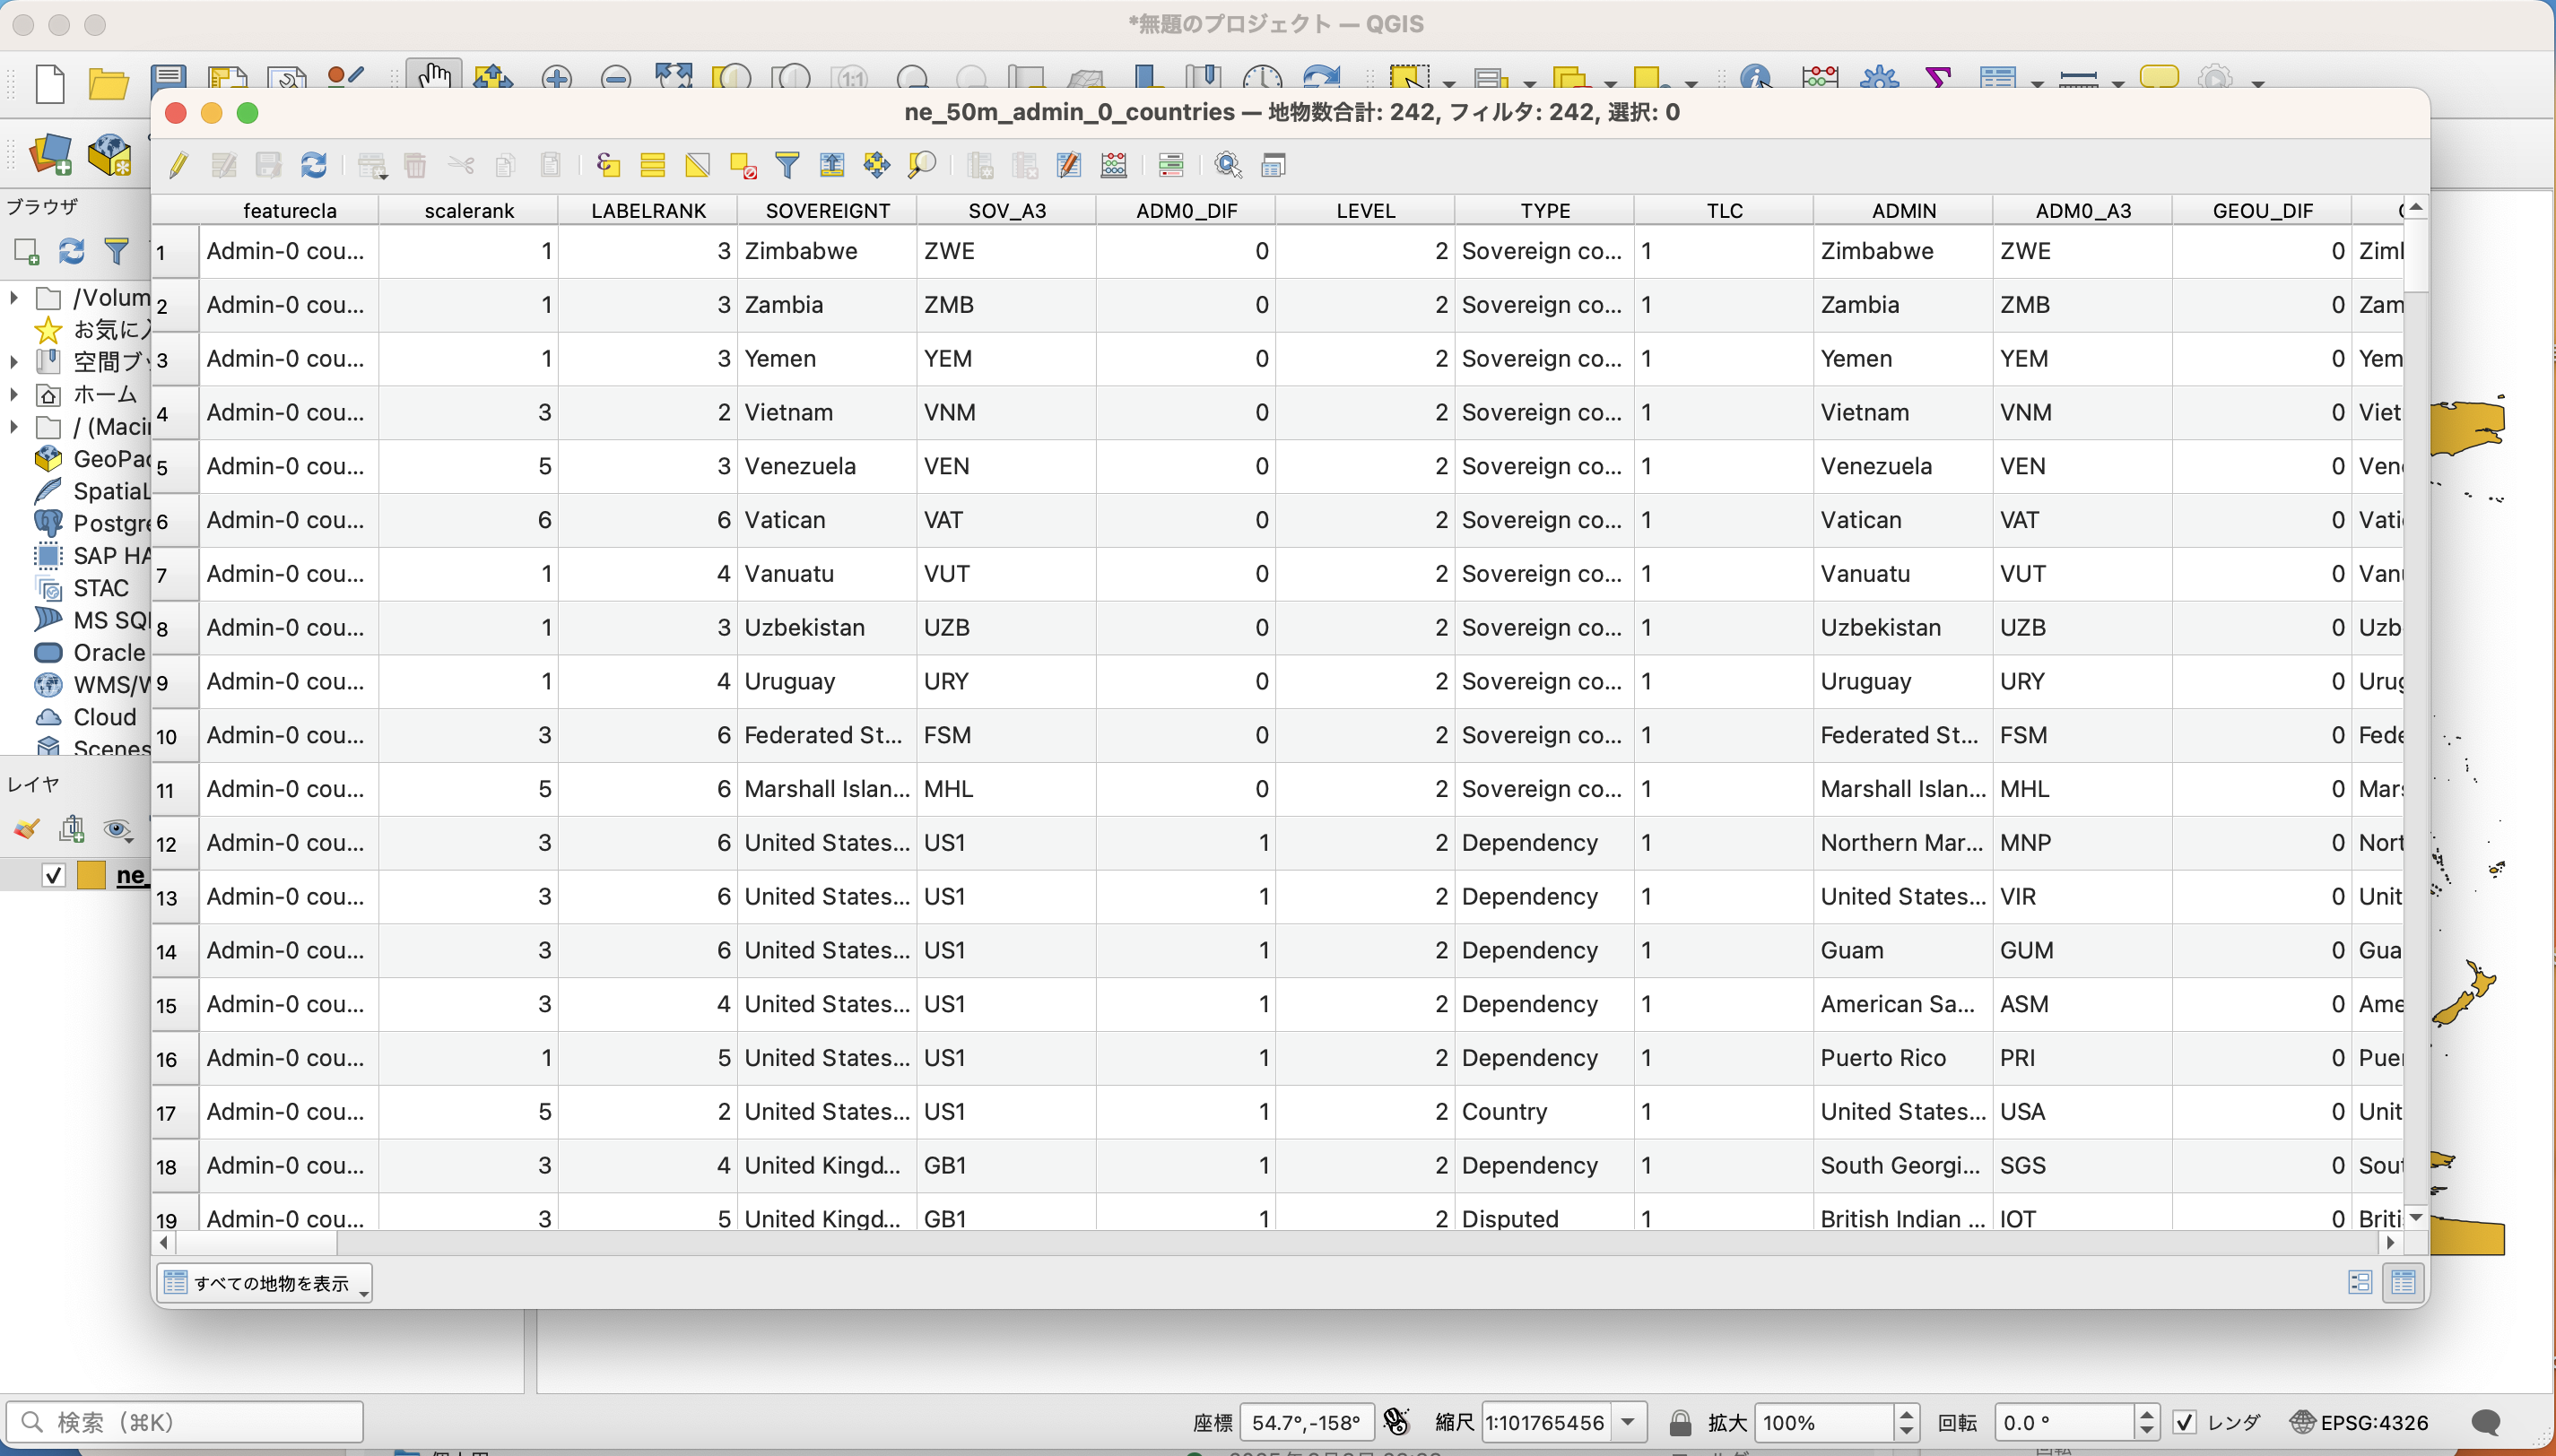 *無題のプロジェクト — QGIS
ne_50m_admin_0_countries — 地物数合計: 242, フィルタ: 242, 選択: 0
ブラウザ
/Volum
お気に入
空間ブッ
ホーム
/ (Macin
GeoPac
SpatiaL
Postgre
SAP HA
STAC
MS SQL
Oracle
WMS/W
Cloud
Scenes
レイヤ
ne_
featurecla scalerank LABELRANK SOVEREIGNT SOV_A3 ADM0_DIF LEVEL TYPE TLC ADMIN ADM0_A3 GEOU_DIF
1 Admin-0 cou... 1 3 Zimbabwe ZWE 0 2 Sovereign co... 1 Zimbabwe ZWE 0 Ziml
2 Admin-0 cou... 1 3 Zambia ZMB 0 2 Sovereign co... 1 Zambia ZMB 0 Zam
3 Admin-0 cou... 1 3 Yemen YEM 0 2 Sovereign co... 1 Yemen YEM 0 Yem
4 Admin-0 cou... 3 2 Vietnam VNM 0 2 Sovereign co... 1 Vietnam VNM 0 Viet
5 Admin-0 cou... 5 3 Venezuela VEN 0 2 Sovereign co... 1 Venezuela VEN 0 Ven
6 Admin-0 cou... 6 6 Vatican VAT 0 2 Sovereign co... 1 Vatican VAT 0 Vati
7 Admin-0 cou... 1 4 Vanuatu VUT 0 2 Sovereign co... 1 Vanuatu VUT 0 Van
8 Admin-0 cou... 1 3 Uzbekistan UZB 0 2 Sovereign co... 1 Uzbekistan UZB 0 Uzb
9 Admin-0 cou... 1 4 Uruguay URY 0 2 Sovereign co... 1 Uruguay URY 0 Urug
10 Admin-0 cou... 3 6 Federated St... FSM 0 2 Sovereign co... 1 Federated St... FSM 0 Fede
11 Admin-0 cou... 5 6 Marshall Islan... MHL 0 2 Sovereign co... 1 Marshall Islan... MHL 0 Mars
12 Admin-0 cou... 3 6 United States... US1 1 2 Dependency 1 Northern Mar... MNP 0 Nort
13 Admin-0 cou... 3 6 United States... US1 1 2 Dependency 1 United States... VIR 0 Unit
14 Admin-0 cou... 3 6 United States... US1 1 2 Dependency 1 Guam GUM 0 Gua
15 Admin-0 cou... 3 4 United States... US1 1 2 Dependency 1 American Sa... ASM 0 Ame
16 Admin-0 cou... 1 5 United States... US1 1 2 Dependency 1 Puerto Rico PRI 0 Puer
17 Admin-0 cou... 5 2 United States... US1 1 2 Country 1 United States... USA 0 Unit
18 Admin-0 cou... 3 4 United Kingd... GB1 1 2 Dependency 1 South Georgi... SGS 0 Sout
19 Admin-0 cou... 3 5 United Kingd... GB1 1 2 Disputed 1 British Indian ... IOT 0 Briti
すべての地物を表示
検索（⌘K） 座標 54.7°,-158° 縮尺 1:101765456 拡大 100% 回転 0.0 ° レンダ EPSG:4326